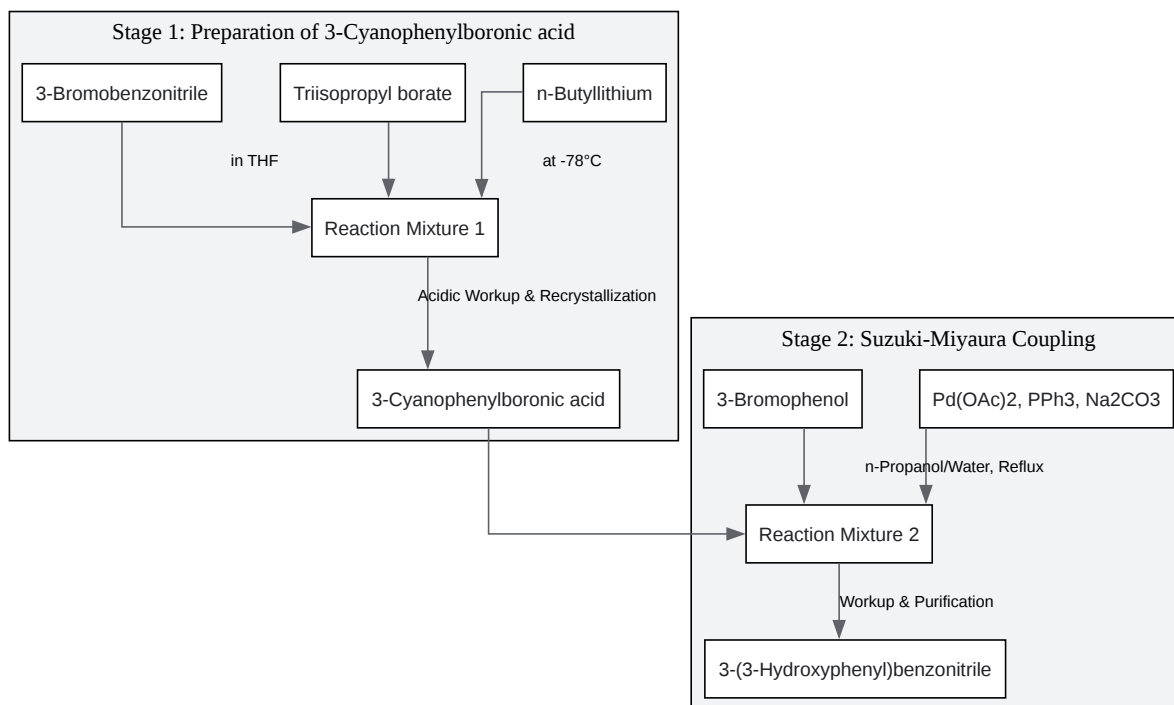 Stage 1: Preparation of 3-Cyanophenylboronic acid
3-Bromobenzonitrile
Triisopropyl borate
n-Butyllithium
in THF
at -78°C
Reaction Mixture 1
Acidic Workup & Recrystallization
3-Cyanophenylboronic acid
Stage 2: Suzuki-Miyaura Coupling
3-Bromophenol
Pd(OAc)2, PPh3, Na2CO3
n-Propanol/Water, Reflux
Reaction Mixture 2
Workup & Purification
3-(3-Hydroxyphenyl)benzonitrile